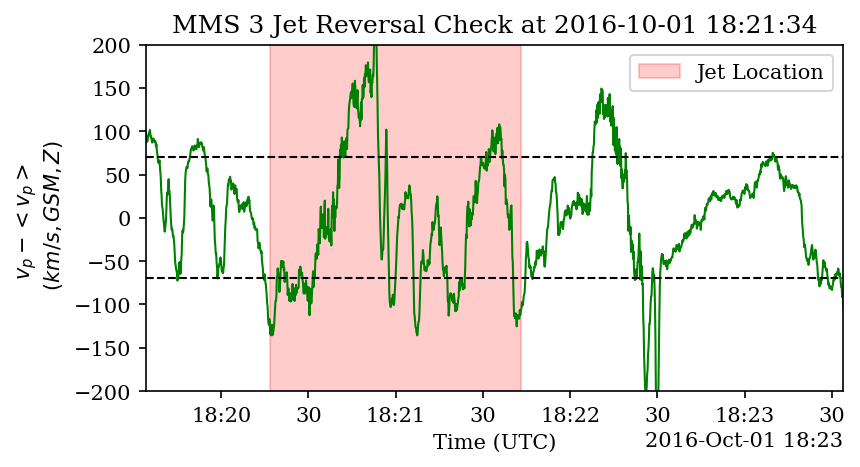 MMS 3 Jet Reversal Check at 2016-10-01 18:21:34
Jet Location
v_p − < v_p >
(km/s, GSM, Z)
200
150
100
50
0
−50
−100
−150
−200
18:20 30 18:21 30 18:22 30 18:23 30
Time (UTC)
2016-Oct-01 18:23